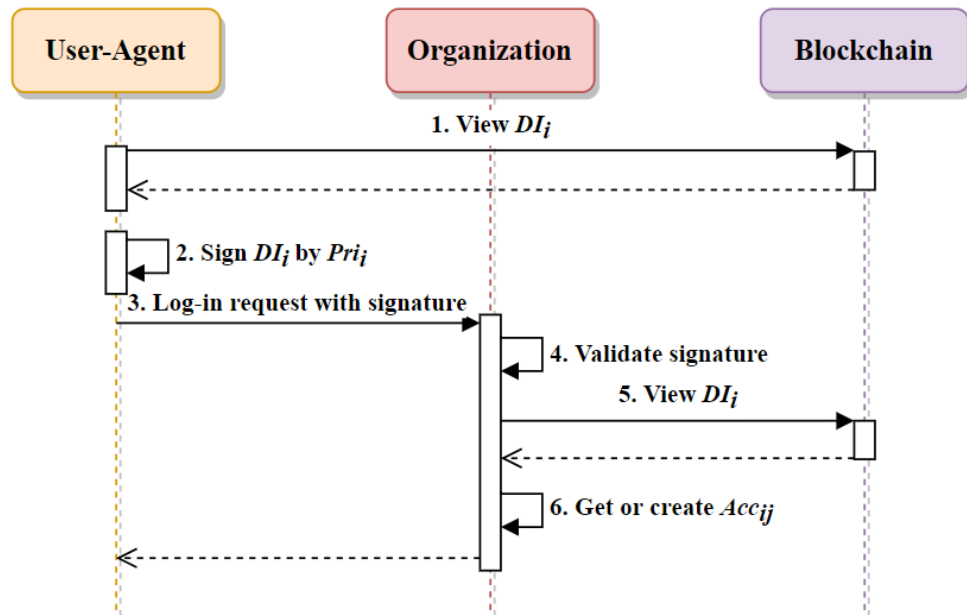 User-Agent
Organization
Blockchain
1. View DIi
2. Sign DIi by Prii
3. Log-in request with signature
4. Validate signature
5. View DIi
6. Get or create Accij